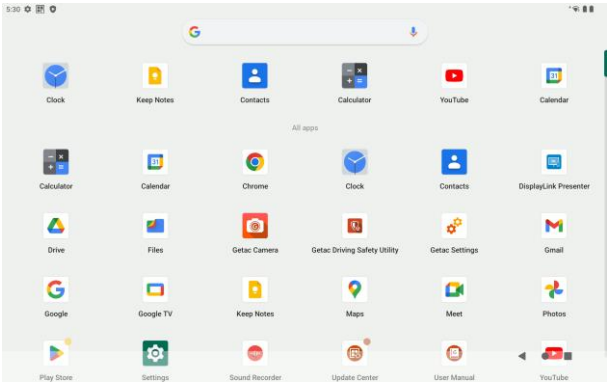 5:30
Clock Keep Notes Contacts Calculator YouTube Calendar
All apps
Calculator Calendar Chrome Clock Contacts DisplayLink Presenter
Drive Files Getac Camera Getac Driving Safety Utility Getac Settings Gmail
Google Google TV Keep Notes Maps Meet Photos
Play Store Settings Sound Recorder Update Center User Manual YouTube